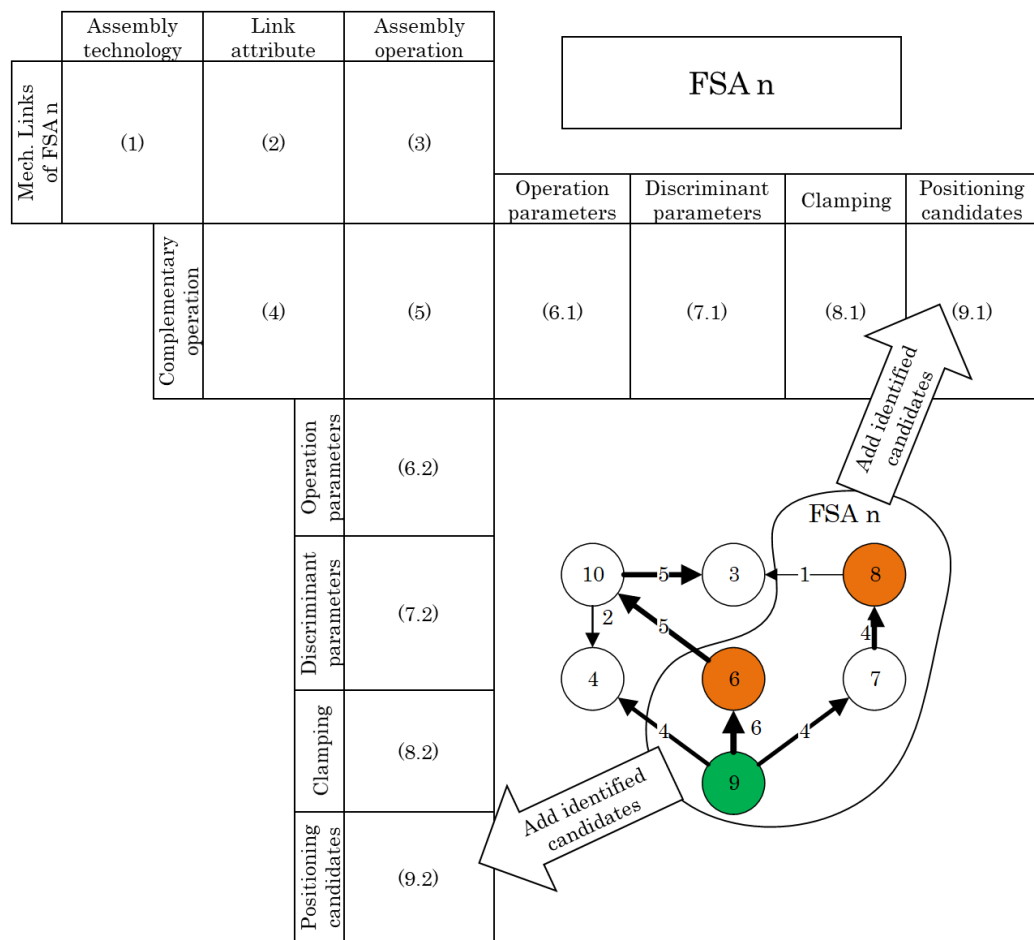 Assembly
technology
Link
attribute
Assembly
operation
FSA n
Mech. Links
of FSA n
(1)
(2)
(3)
Operation
parameters
Discriminant
parameters
Clamping
Positioning
candidates
Complementary
operation
(4)
(5)
(6.1)
(7.1)
(8.1)
(9.1)
Add identified
candidates
Operation
parameters
(6.2)
Discriminant
parameters
(7.2)
Clamping
(8.2)
Positioning
candidates
(9.2)
Add identified
candidates
FSA n
10
5
3
1
8
2
5
4
4
6
7
4
6
4
9